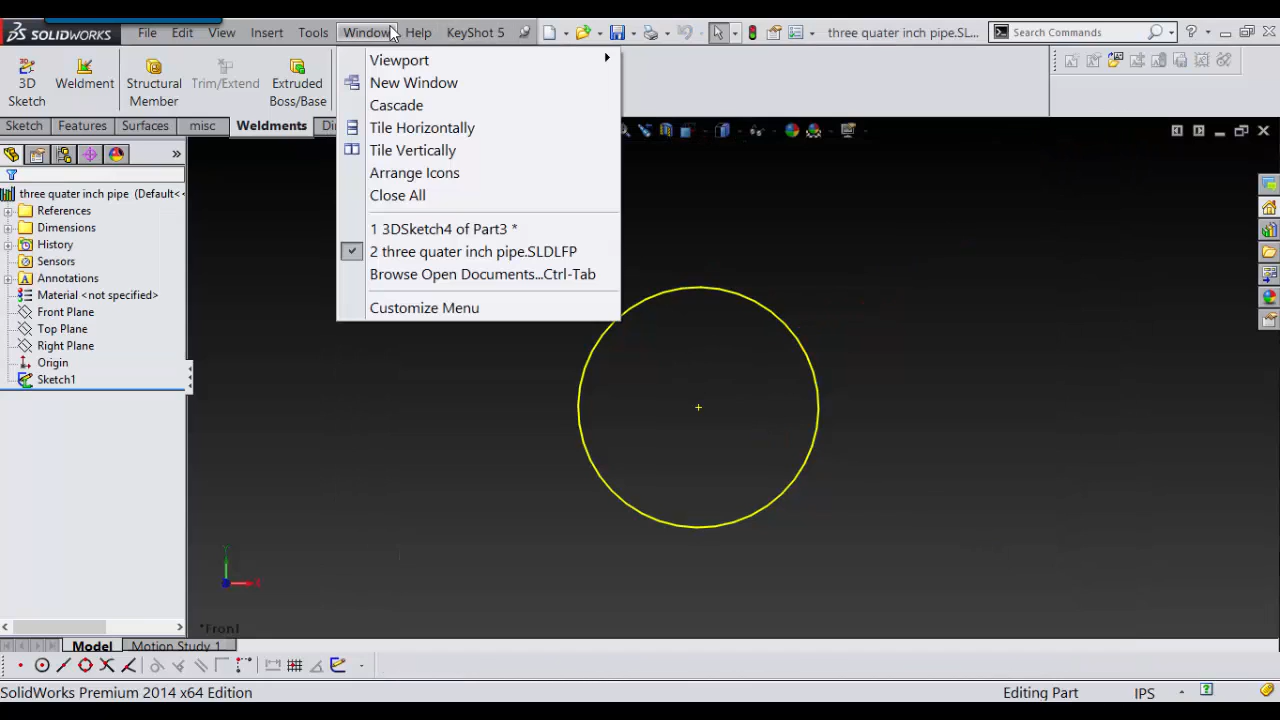 SOLIDWORKS File Edit View Insert Tools Window Help KeyShot 5 three quater inch pipe.SL... Search Commands
3D Sketch
Weldment
Structural Member
Trim/Extend
Extruded Boss/Base
Sketch Features Surfaces misc Weldments
Viewport
New Window
Cascade
Tile Horizontally
Tile Vertically
Arrange Icons
Close All
1 3DSketch4 of Part3 *
2 three quater inch pipe.SLDLFP
Browse Open Documents...Ctrl-Tab
Customize Menu
three quater inch pipe (Default<
References
Dimensions
History
Sensors
Annotations
Material <not specified>
Front Plane
Top Plane
Right Plane
Origin
Sketch1
*Front
Model Motion Study 1
SolidWorks Premium 2014 x64 Edition Editing Part IPS